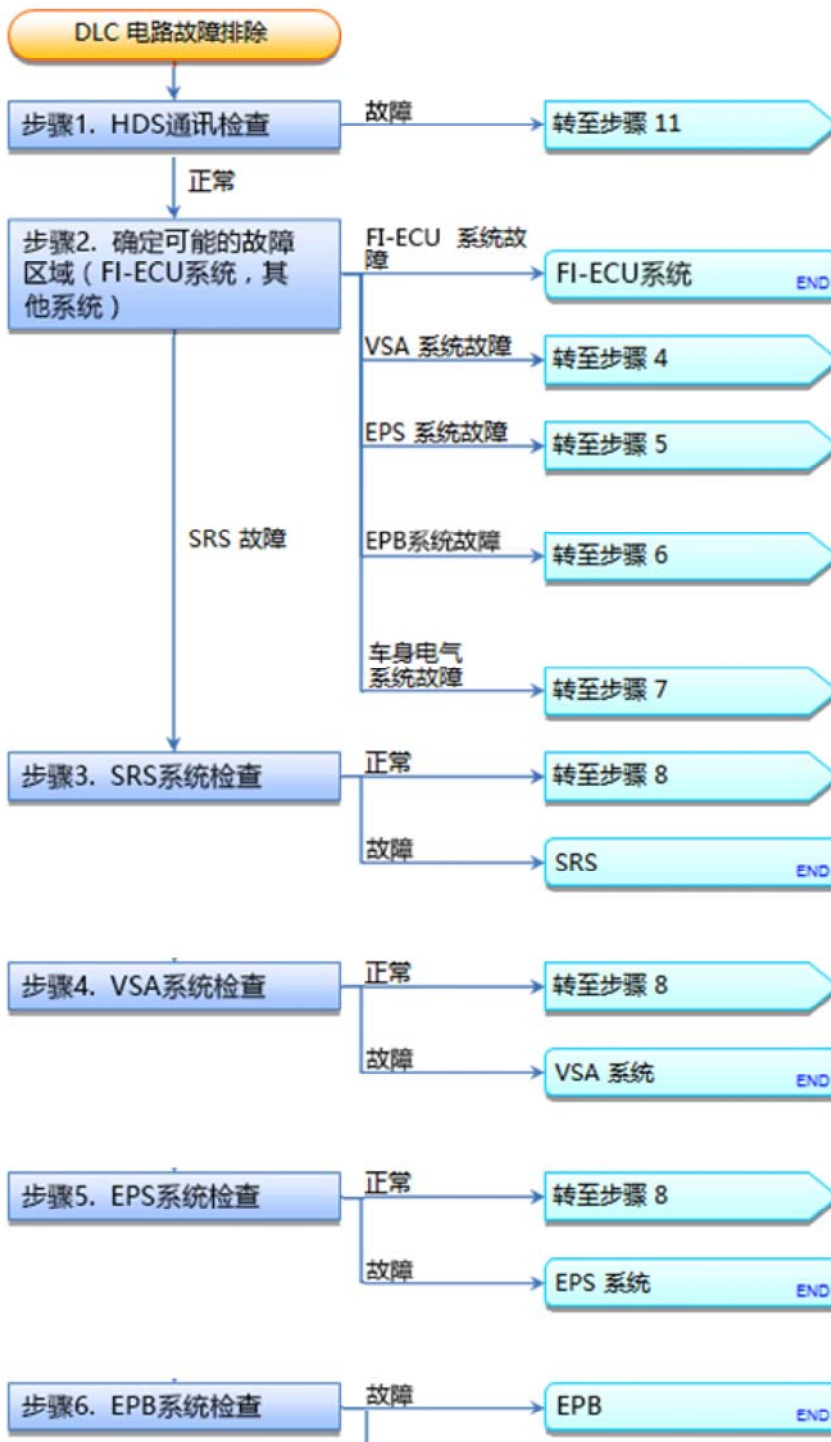 DLC 电路故障排除
步骤1. HDS通讯检查
故障
转至步骤 11
正常
步骤2. 确定可能的故障
区域（FI-ECU系统，其
他系统）
FI-ECU 系统故
障
FI-ECU系统
END
VSA 系统故障
转至步骤 4
EPS 系统故障
转至步骤 5
SRS 故障
EPB系统故障
转至步骤 6
车身电气
系统故障
转至步骤 7
步骤3. SRS系统检查
正常
转至步骤 8
故障
SRS
END
步骤4. VSA系统检查
正常
转至步骤 8
故障
VSA 系统
END
步骤5. EPS系统检查
正常
转至步骤 8
故障
EPS 系统
END
步骤6. EPB系统检查
故障
EPB
END